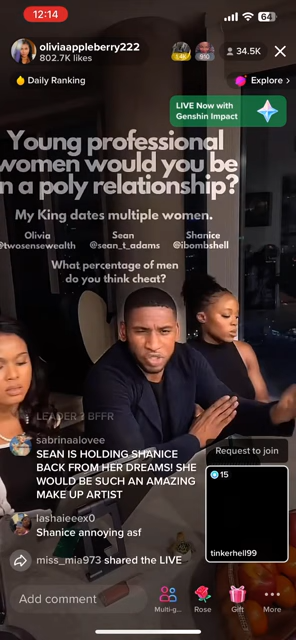 12:14
64
oliviaappleberry222
802.7K likes
34.5K
Daily Ranking
Explore >
LIVE Now with
Genshin Impact
Young professional
women would you be
n a poly relationship?
My King dates multiple women.
Olivia Sean Shanice
@twosensewealth @sean_t_adams @ibombshell
What percentage of men
do you think cheat?
LEADER ? BFFR
sabrinaalovee
SEAN IS HOLDING SHANICE
BACK FROM HER DREAMS! SHE
WOULD BE SUCH AN AMAZING
MAKE UP ARTIST
Request to join
15
lashaieeex0
Shanice annoying asf
tinkerhell99
miss_mia973 shared the LIVE
Add comment
Multi-g... Rose Gift More